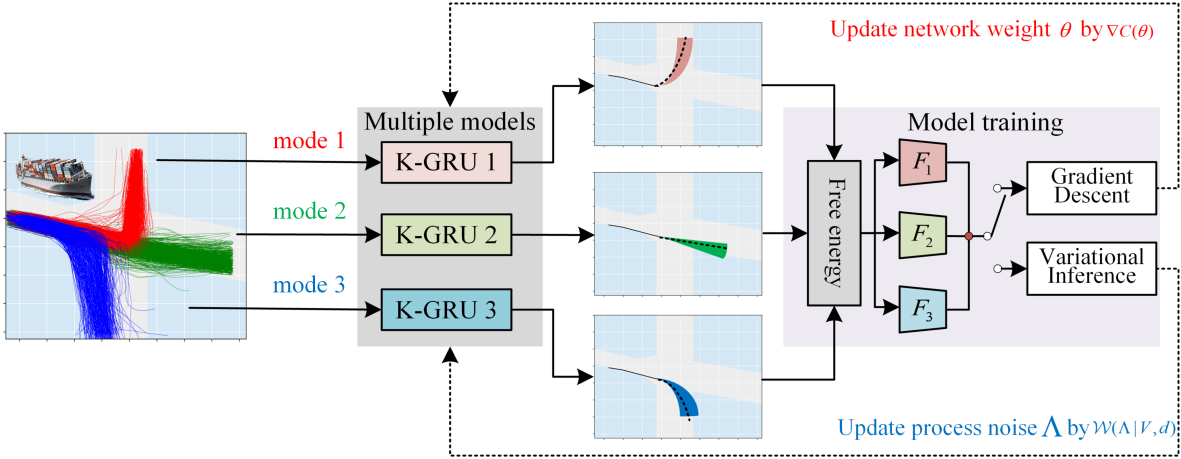 Update network weight θ by ∇C(θ)
Multiple models
Model training
mode 1
K-GRU 1
mode 2
K-GRU 2
mode 3
K-GRU 3
Free energy
F₁
F₂
F₃
Gradient
Descent
Variational
Inference
Update process noise Λ by 𝒲(Λ | V, d)